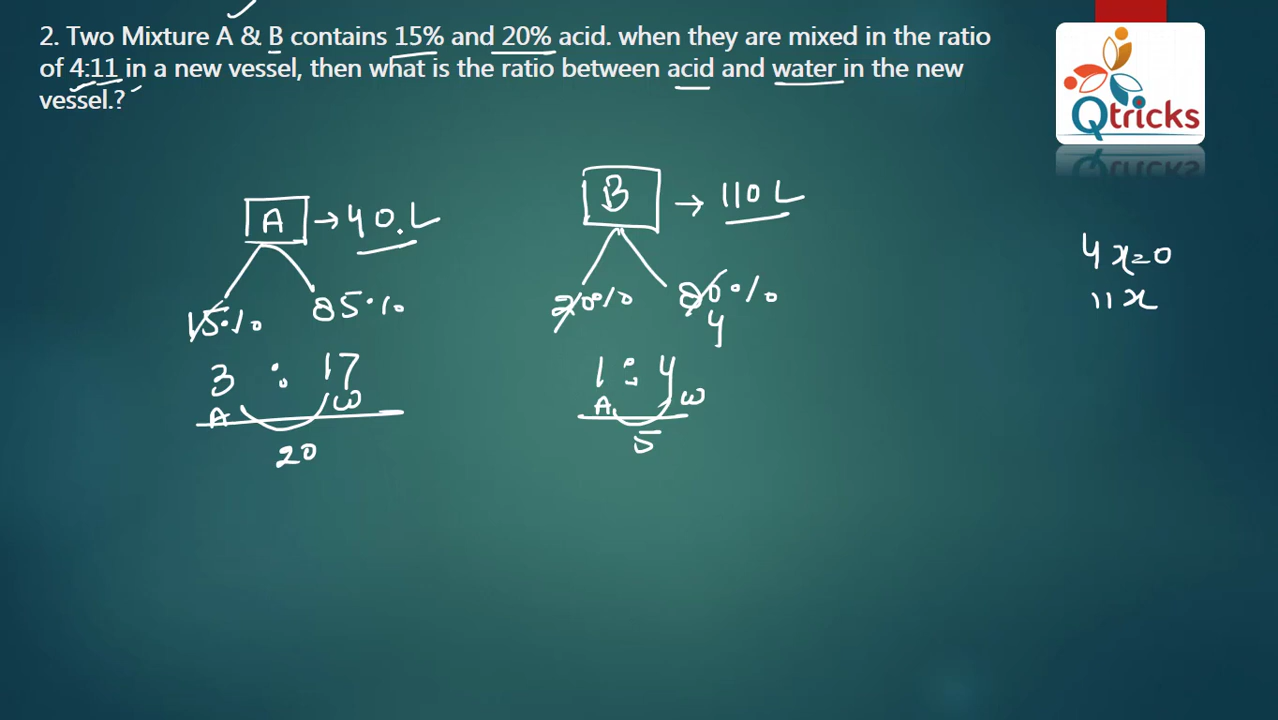 2. Two Mixture A & B contains 15% and 20% acid. when they are mixed in the ratio
of 4:11 in a new vessel, then what is the ratio between acid and water in the new
vessel.?
Qtricks
A → 40.L
B → 110 L
15% 85%
20% 80%
4
4x=0
11x
3 : 17
A W
20
1 : 4
A W
5